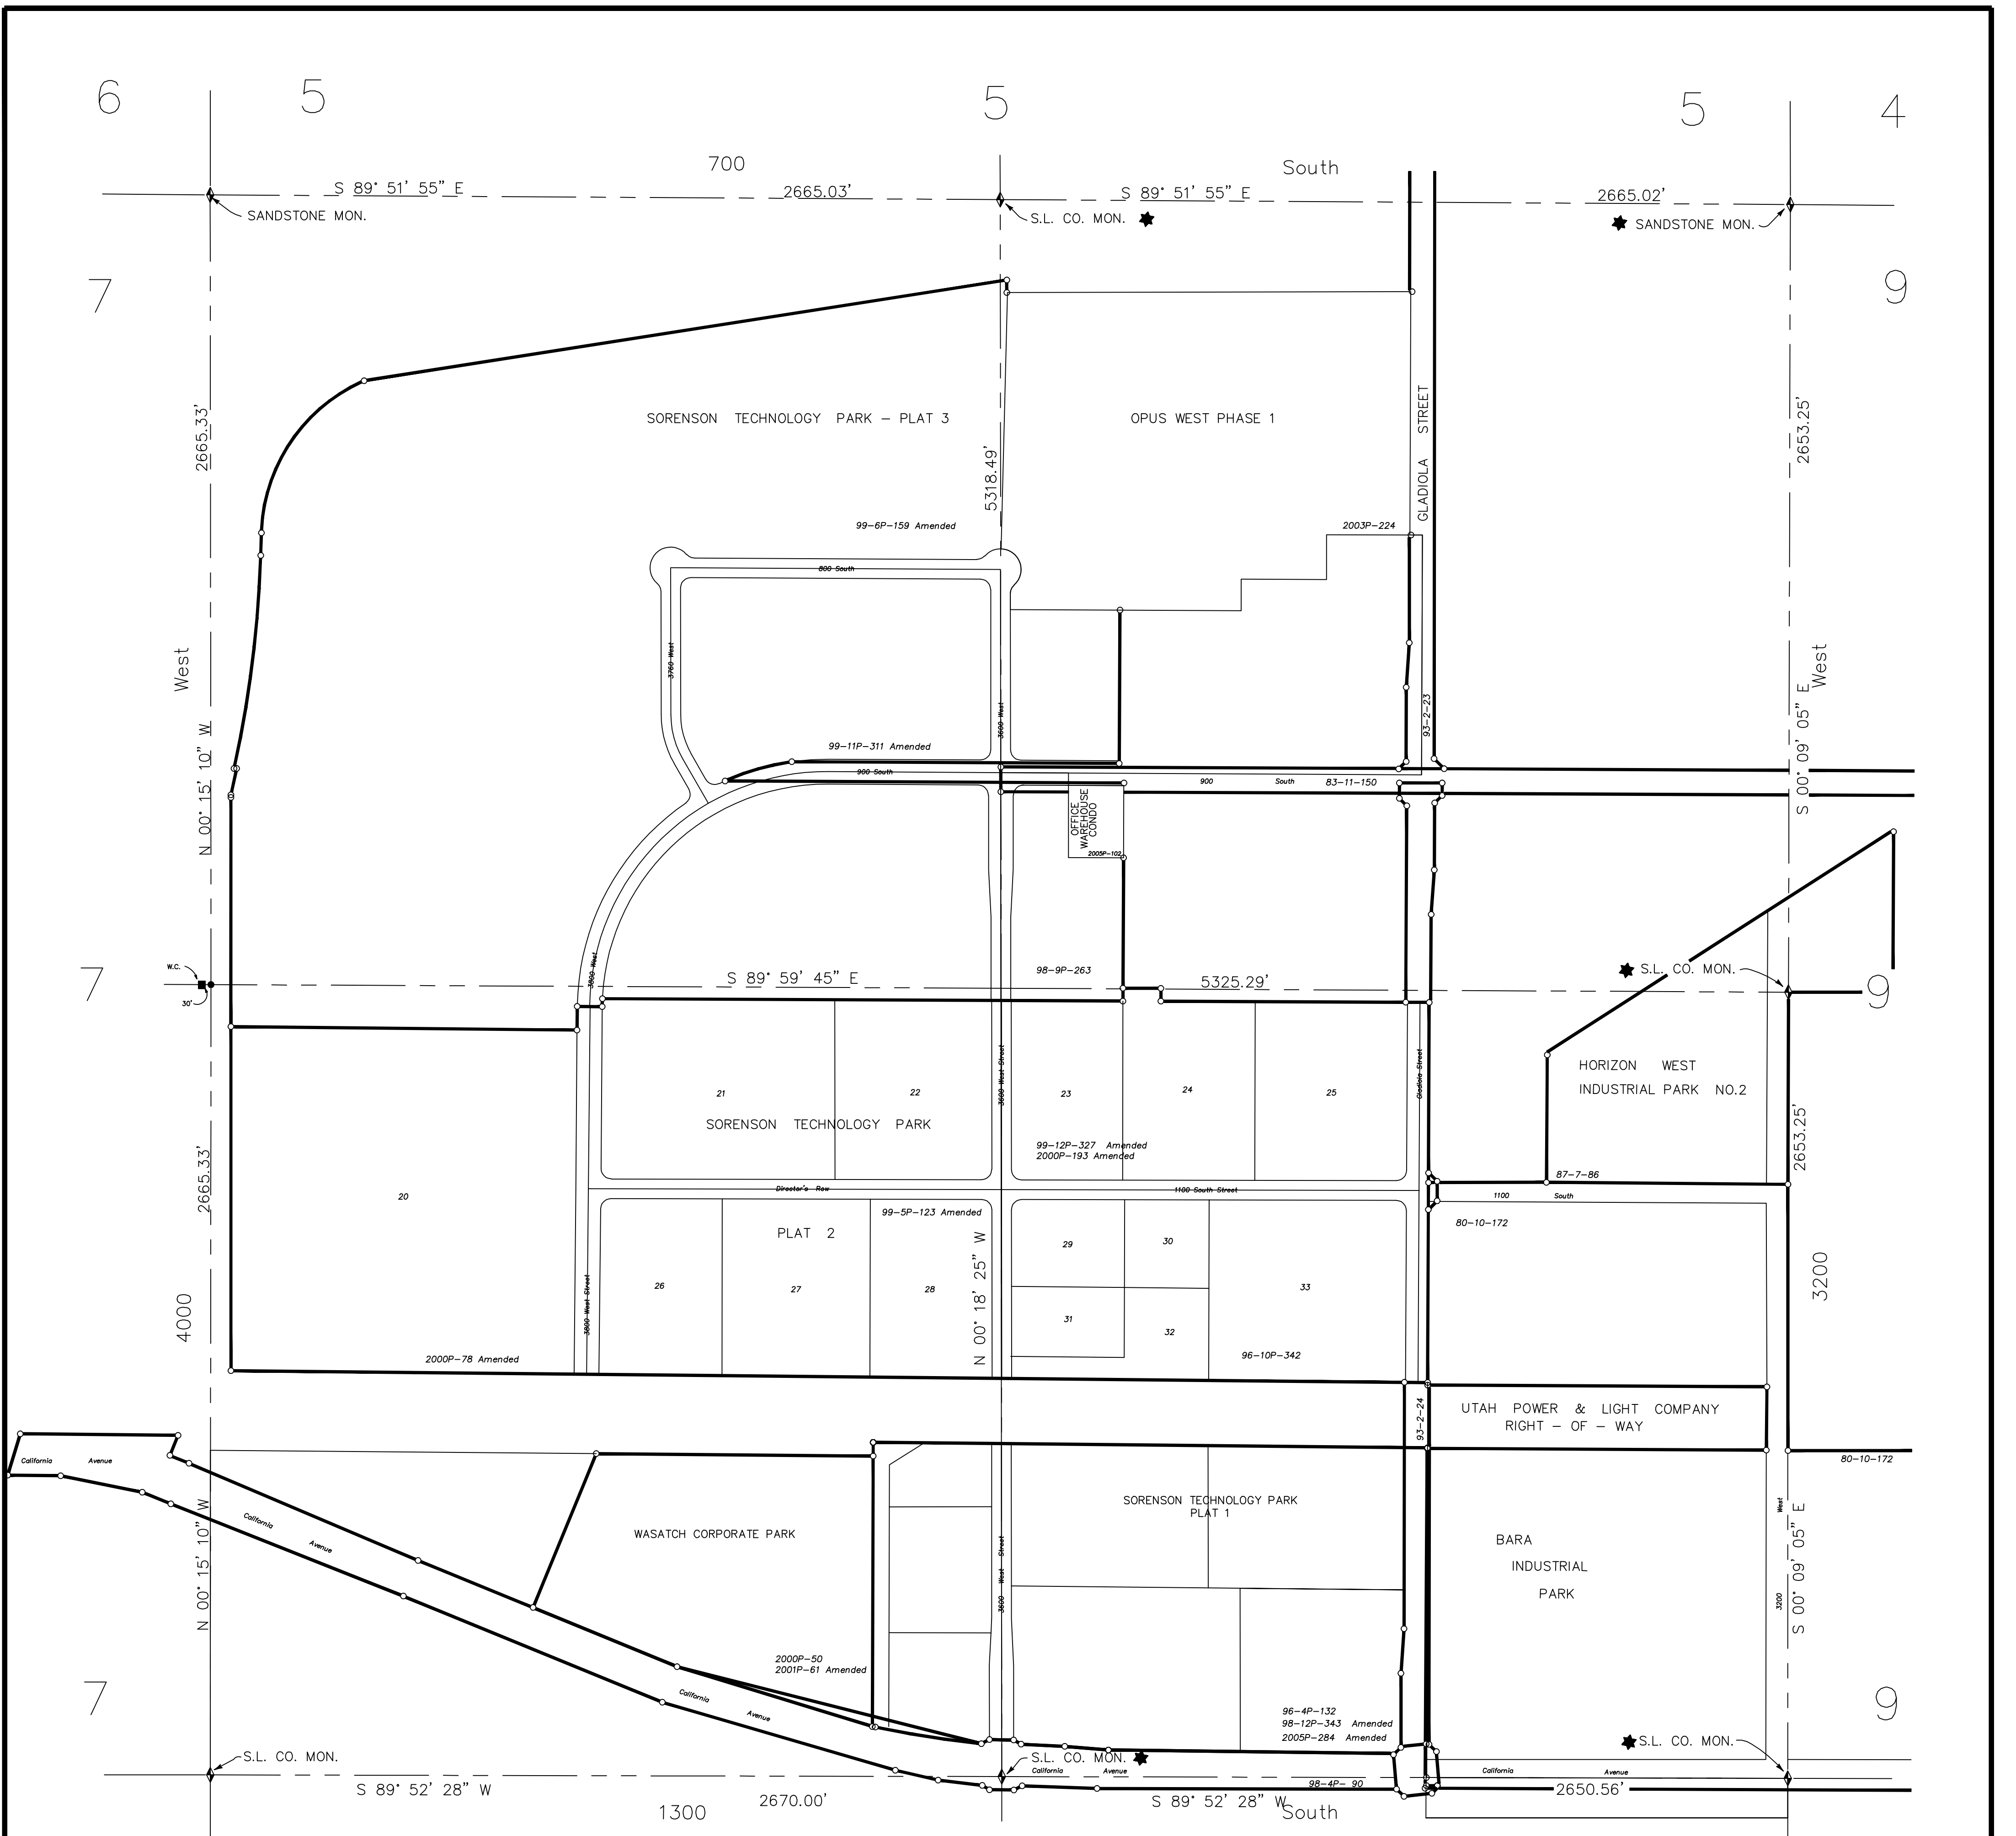 6
5
5
5
4
700
South
S 89° 51' 55" E
2665.03'
S 89° 51' 55" E
2665.02'
SANDSTONE MON.
S.L. CO. MON.
SANDSTONE MON.
7
9
2665.33'
SORENSON TECHNOLOGY PARK – PLAT 3
5318.49'
OPUS WEST PHASE 1
GLADIOLA STREET
2653.25'
99-6P-159 Amended
2003P-224
800 South
West
3760 West
3600 West
93-2-23
West
N 00° 15' 10" W
99-11P-311 Amended
900 South
900 South
83-11-150
S 00° 09' 05" E
OFFICE
WAREHOUSE
CONDO
2005P-102
W.C.
7
30'
3800 West
S 89° 59' 45" E
98-9P-263
5325.29'
S.L. CO. MON.
9
HORIZON WEST
INDUSTRIAL PARK NO.2
21
22
3600 West Street
23
24
25
Gladiola Street
SORENSON TECHNOLOGY PARK
99-12P-327 Amended
2000P-193 Amended
2665.33'
2653.25'
87-7-86
20
Director's Row
1100 South Street
1100 South
99-5P-123 Amended
80-10-172
PLAT 2
29
30
4000
3800 West Street
26
27
28
N 00° 18' 25" W
33
3200
31
32
2000P-78 Amended
96-10P-342
93-2-24
UTAH POWER & LIGHT COMPANY
RIGHT – OF – WAY
California Avenue
80-10-172
SORENSON TECHNOLOGY PARK
PLAT 1
N 00° 15' 10" W
California Avenue
WASATCH CORPORATE PARK
3600 West Street
BARA
INDUSTRIAL
PARK
3200 West
S 00° 09' 05" E
2000P-50
2001P-61 Amended
7
California Avenue
96-4P-132
98-12P-343 Amended
2005P-284 Amended
9
S.L. CO. MON.
S.L. CO. MON.
S.L. CO. MON.
California Avenue
California Avenue
98-4P- 90
S 89° 52' 28" W
2670.00'
S 89° 52' 28" W
2650.56'
1300
South